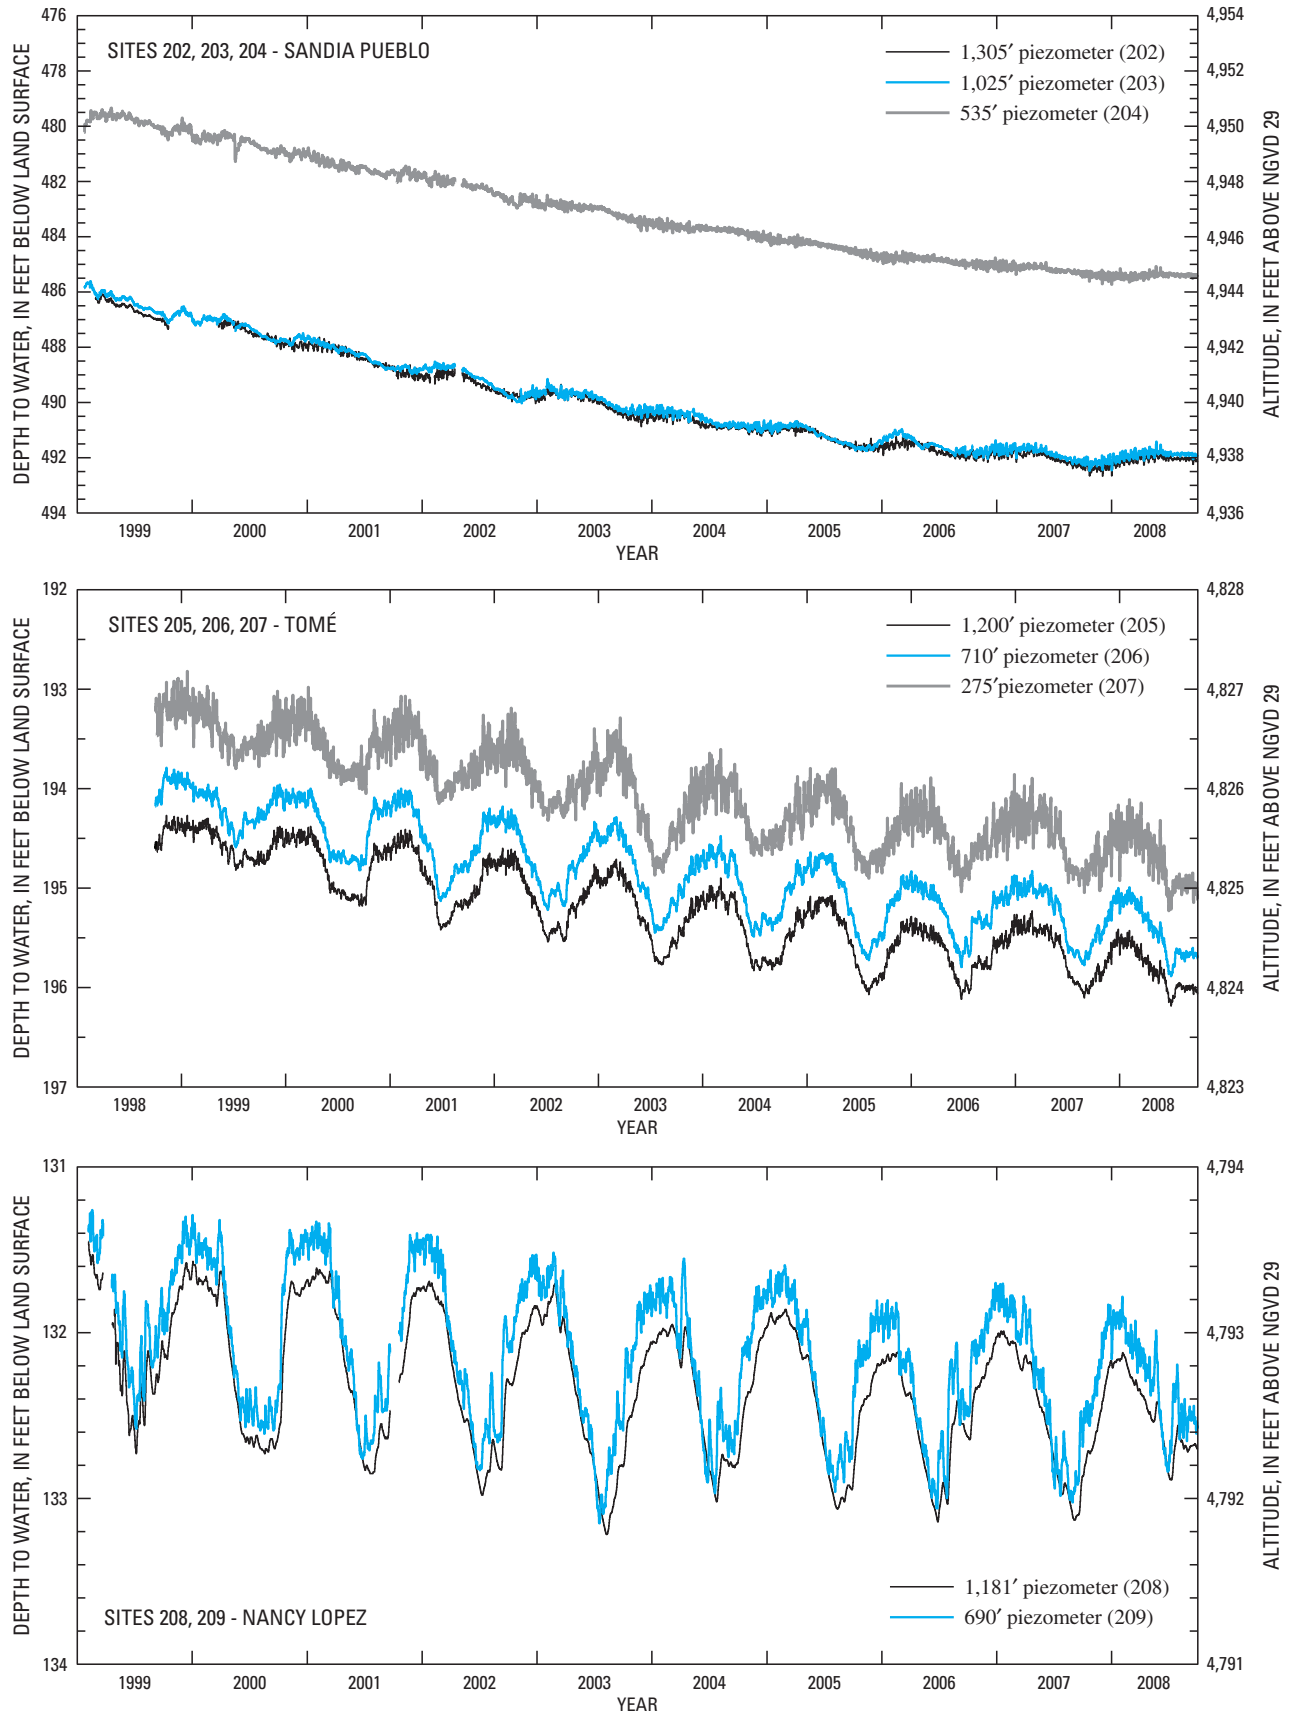 SITES 202, 203, 204 - SANDIA PUEBLO
1,305′ piezometer (202)
1,025′ piezometer (203)
535′ piezometer (204)
DEPTH TO WATER, IN FEET BELOW LAND SURFACE
476
478
480
482
484
486
488
490
492
494
4,954
4,952
4,950
4,948
4,946
4,944
4,942
4,940
4,938
4,936
ALTITUDE, IN FEET ABOVE NGVD 29
1999 2000 2001 2002 2003 2004 2005 2006 2007 2008
YEAR
SITES 205, 206, 207 - TOMÉ
1,200′ piezometer (205)
710′ piezometer (206)
275′piezometer (207)
DEPTH TO WATER, IN FEET BELOW LAND SURFACE
192
193
194
195
196
197
4,828
4,827
4,826
4,825
4,824
4,823
ALTITUDE, IN FEET ABOVE NGVD 29
1998 1999 2000 2001 2002 2003 2004 2005 2006 2007 2008
YEAR
DEPTH TO WATER, IN FEET BELOW LAND SURFACE
131
132
133
134
4,794
4,793
4,792
4,791
ALTITUDE, IN FEET ABOVE NGVD 29
1,181′ piezometer (208)
690′ piezometer (209)
SITES 208, 209 - NANCY LOPEZ
1999 2000 2001 2002 2003 2004 2005 2006 2007 2008
YEAR